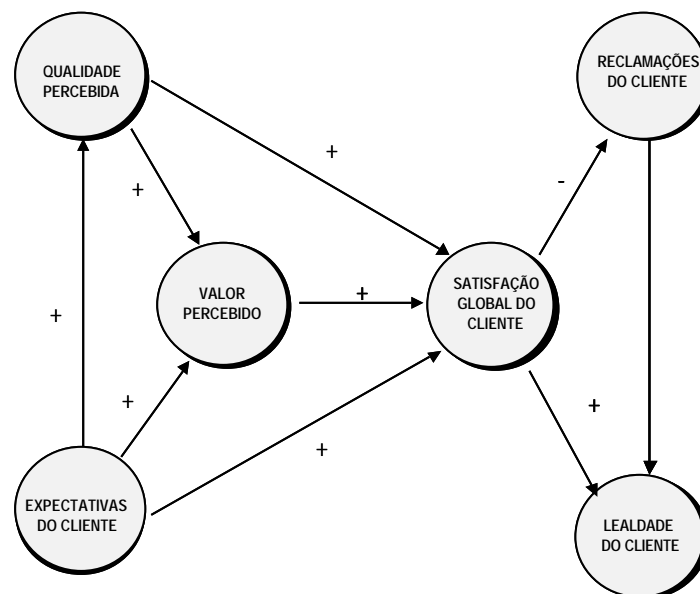 QUALIDADE
PERCEBIDA
RECLAMAÇÕES
DO CLIENTE
+
+
-
VALOR
PERCEBIDO
+
SATISFAÇÃO
GLOBAL DO
CLIENTE
+
+
+
+
EXPECTATIVAS
DO CLIENTE
LEALDADE
DO CLIENTE